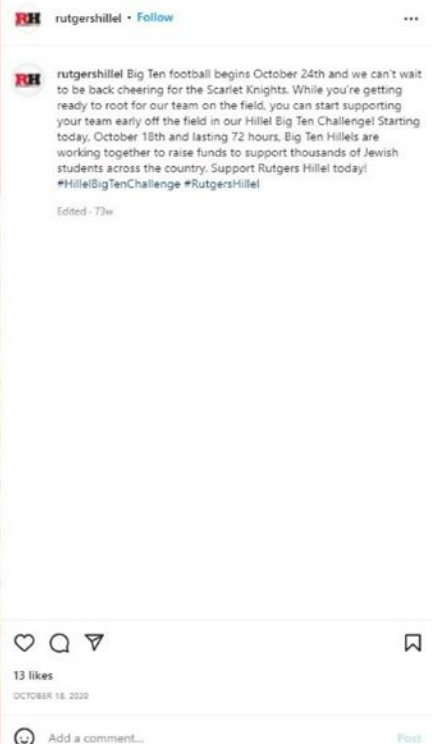 RH rutgershillel • Follow
RH rutgershillel Big Ten football begins October 24th and we can't wait
to be back cheering for the Scarlet Knights. While you're getting
ready to root for our team on the field, you can start supporting
your team early off the field in our Hillel Big Ten Challenge! Starting
today, October 18th and lasting 72 hours, Big Ten Hillels are
working together to raise funds to support thousands of Jewish
students across the country. Support Rutgers Hillel today!
#HillelBigTenChallenge #RutgersHillel
Edited · 73w
13 likes
OCTOBER 18, 2020
Add a comment... Post